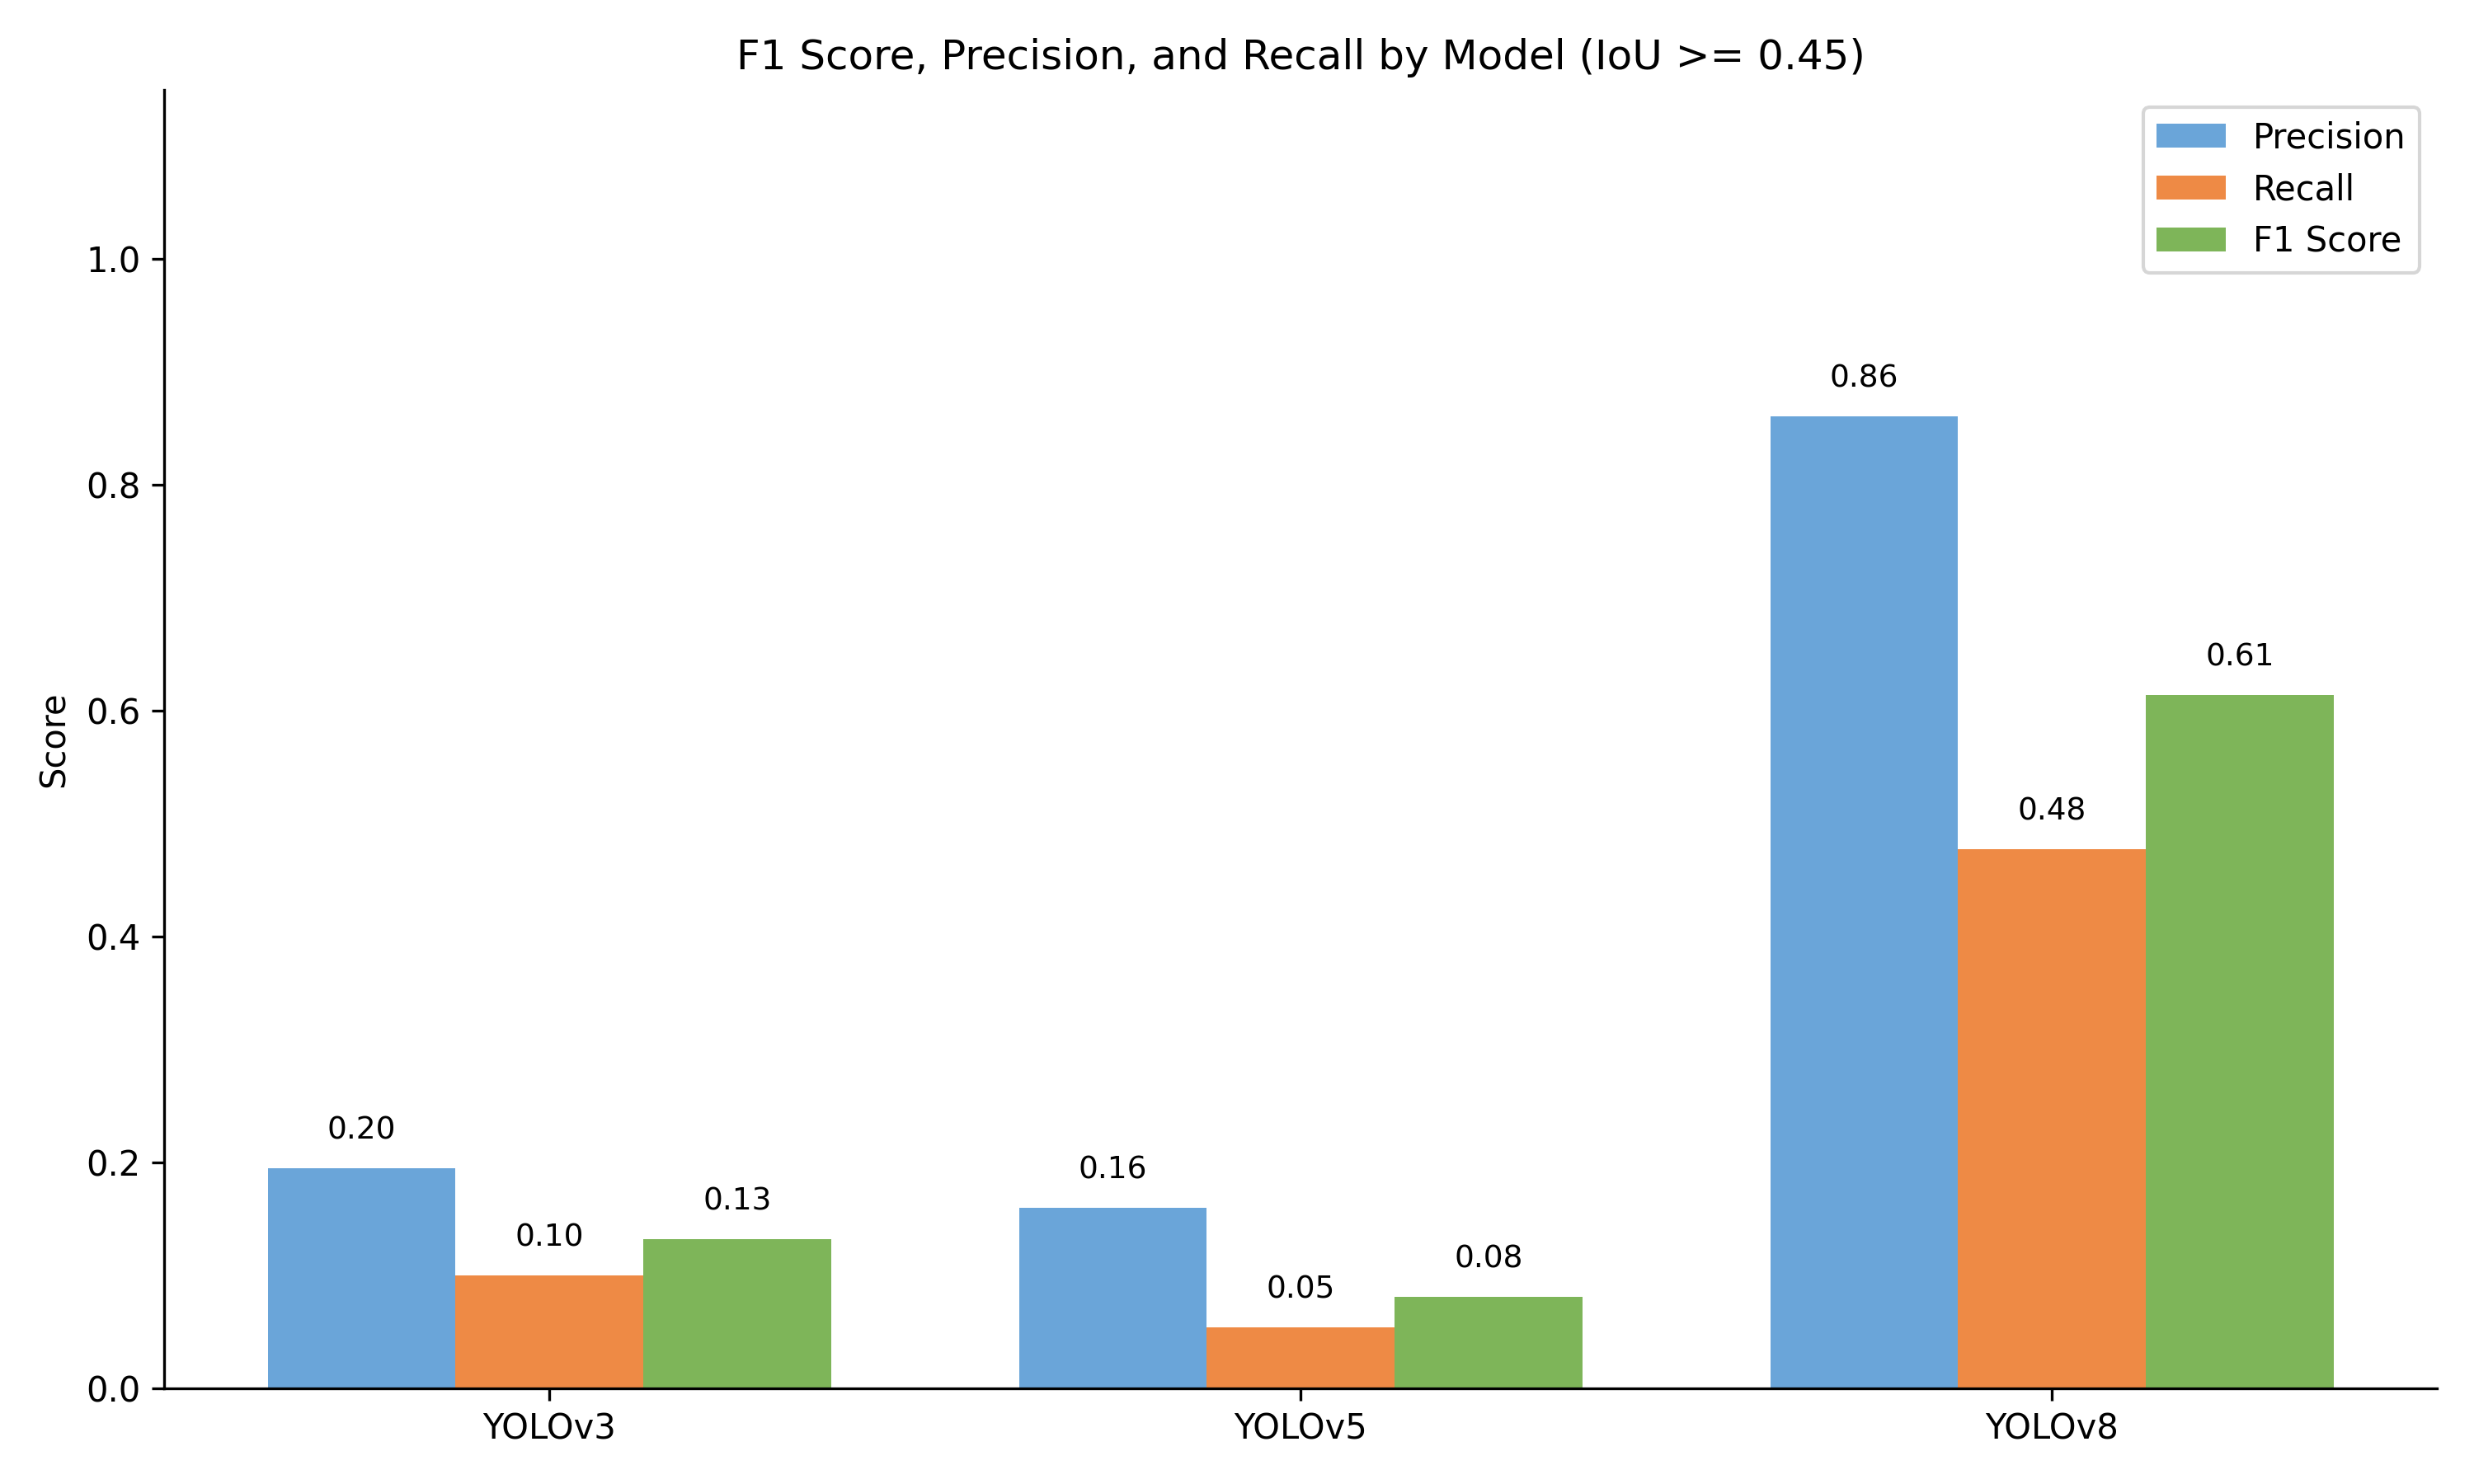 F1 Score, Precision, and Recall by Model (IoU >= 0.45)
Precision
Recall
F1 Score
Score
1.0
0.8
0.6
0.4
0.2
0.0
0.20
0.10
0.13
0.16
0.05
0.08
0.86
0.48
0.61
YOLOv3
YOLOv5
YOLOv8